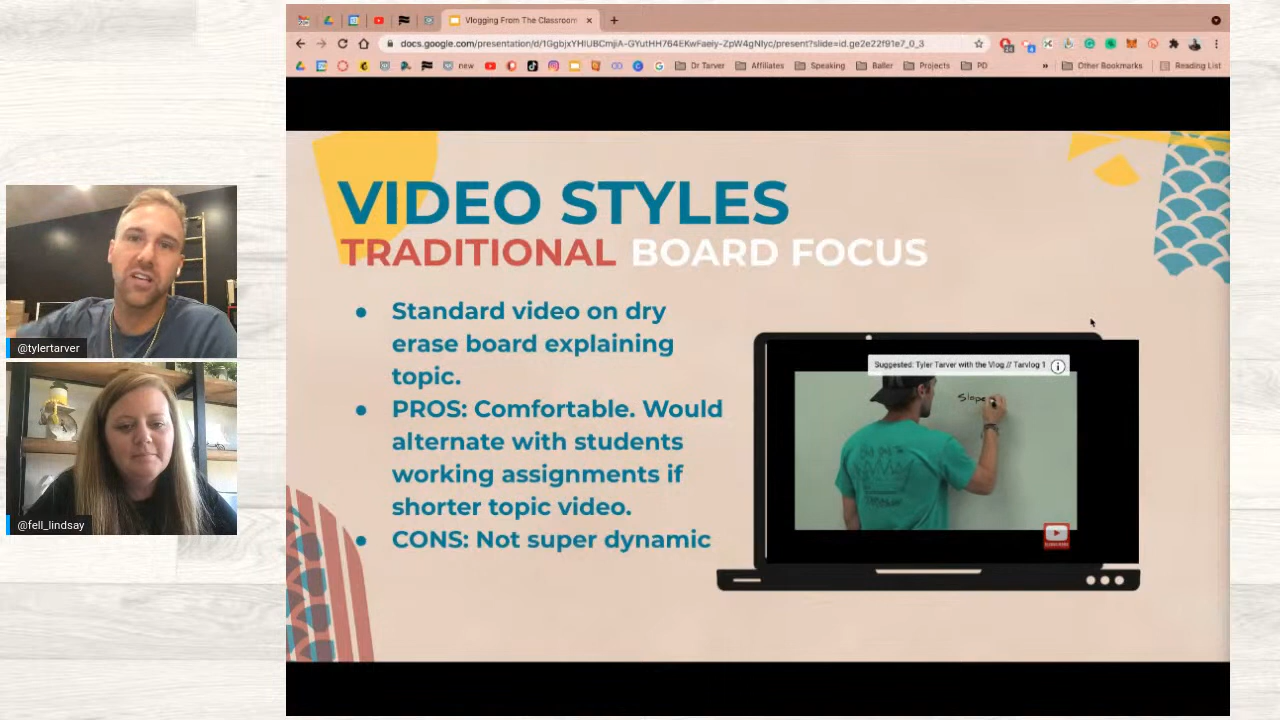 Vlogging From The Classroom
docs.google.com/presentation/d/1GgbjxYHIUBCmjiA-GYutHH764EKwFaeiy-ZpW4gNlyc/present?slide=id.ge2e22f91e7_0_3
new
Dr Tarver
Affiliates
Speaking
Baller
Projects
PD
Other Bookmarks
Reading List
VIDEO STYLES
TRADITIONAL BOARD FOCUS
• Standard video on dry
erase board explaining
topic.
• PROS: Comfortable. Would
alternate with students
working assignments if
shorter topic video.
• CONS: Not super dynamic
Suggested: Tyler Tarver with the Vlog // Tarvlog 1
Slope
@tylertarver
@fell_lindsay